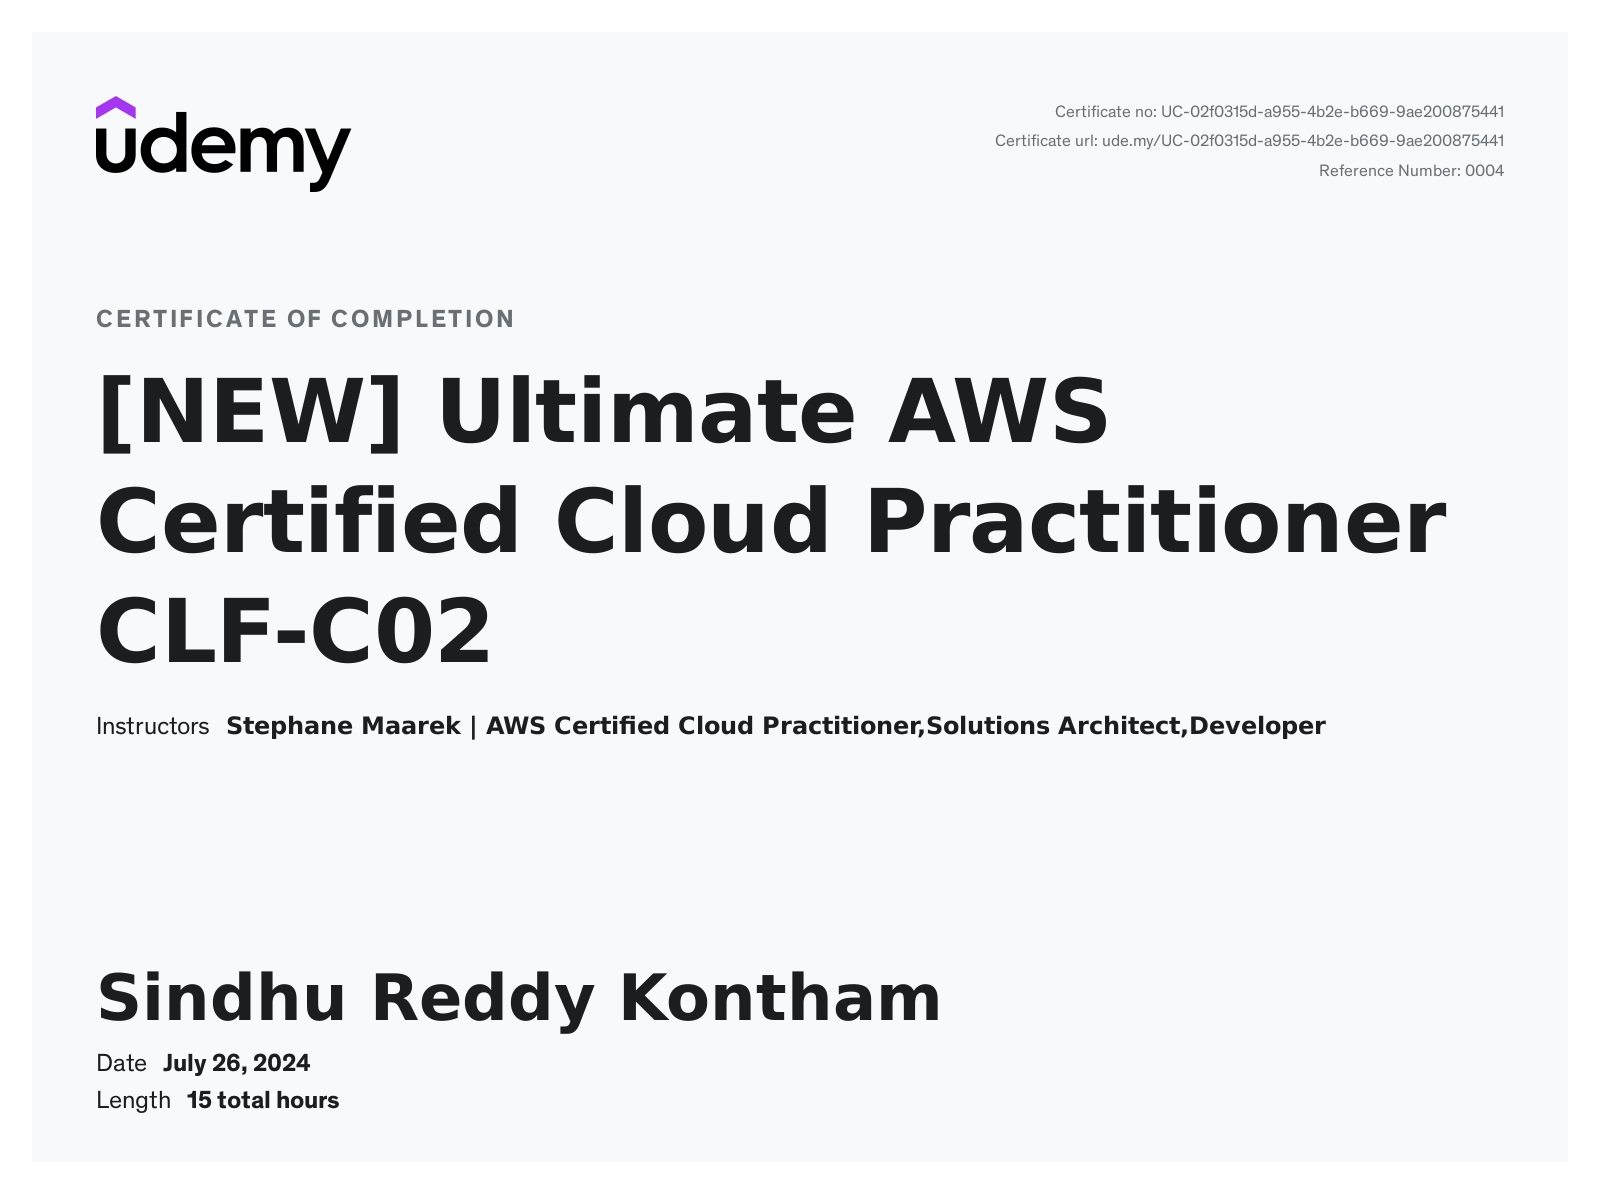 udemy
Certificate no: UC-02f0315d-a955-4b2e-b669-9ae200875441
Certificate url: ude.my/UC-02f0315d-a955-4b2e-b669-9ae200875441
Reference Number: 0004
CERTIFICATE OF COMPLETION
[NEW] Ultimate AWS
Certified Cloud Practitioner
CLF-C02
Instructors Stephane Maarek | AWS Certified Cloud Practitioner,Solutions Architect,Developer
Sindhu Reddy Kontham
Date July 26, 2024
Length 15 total hours